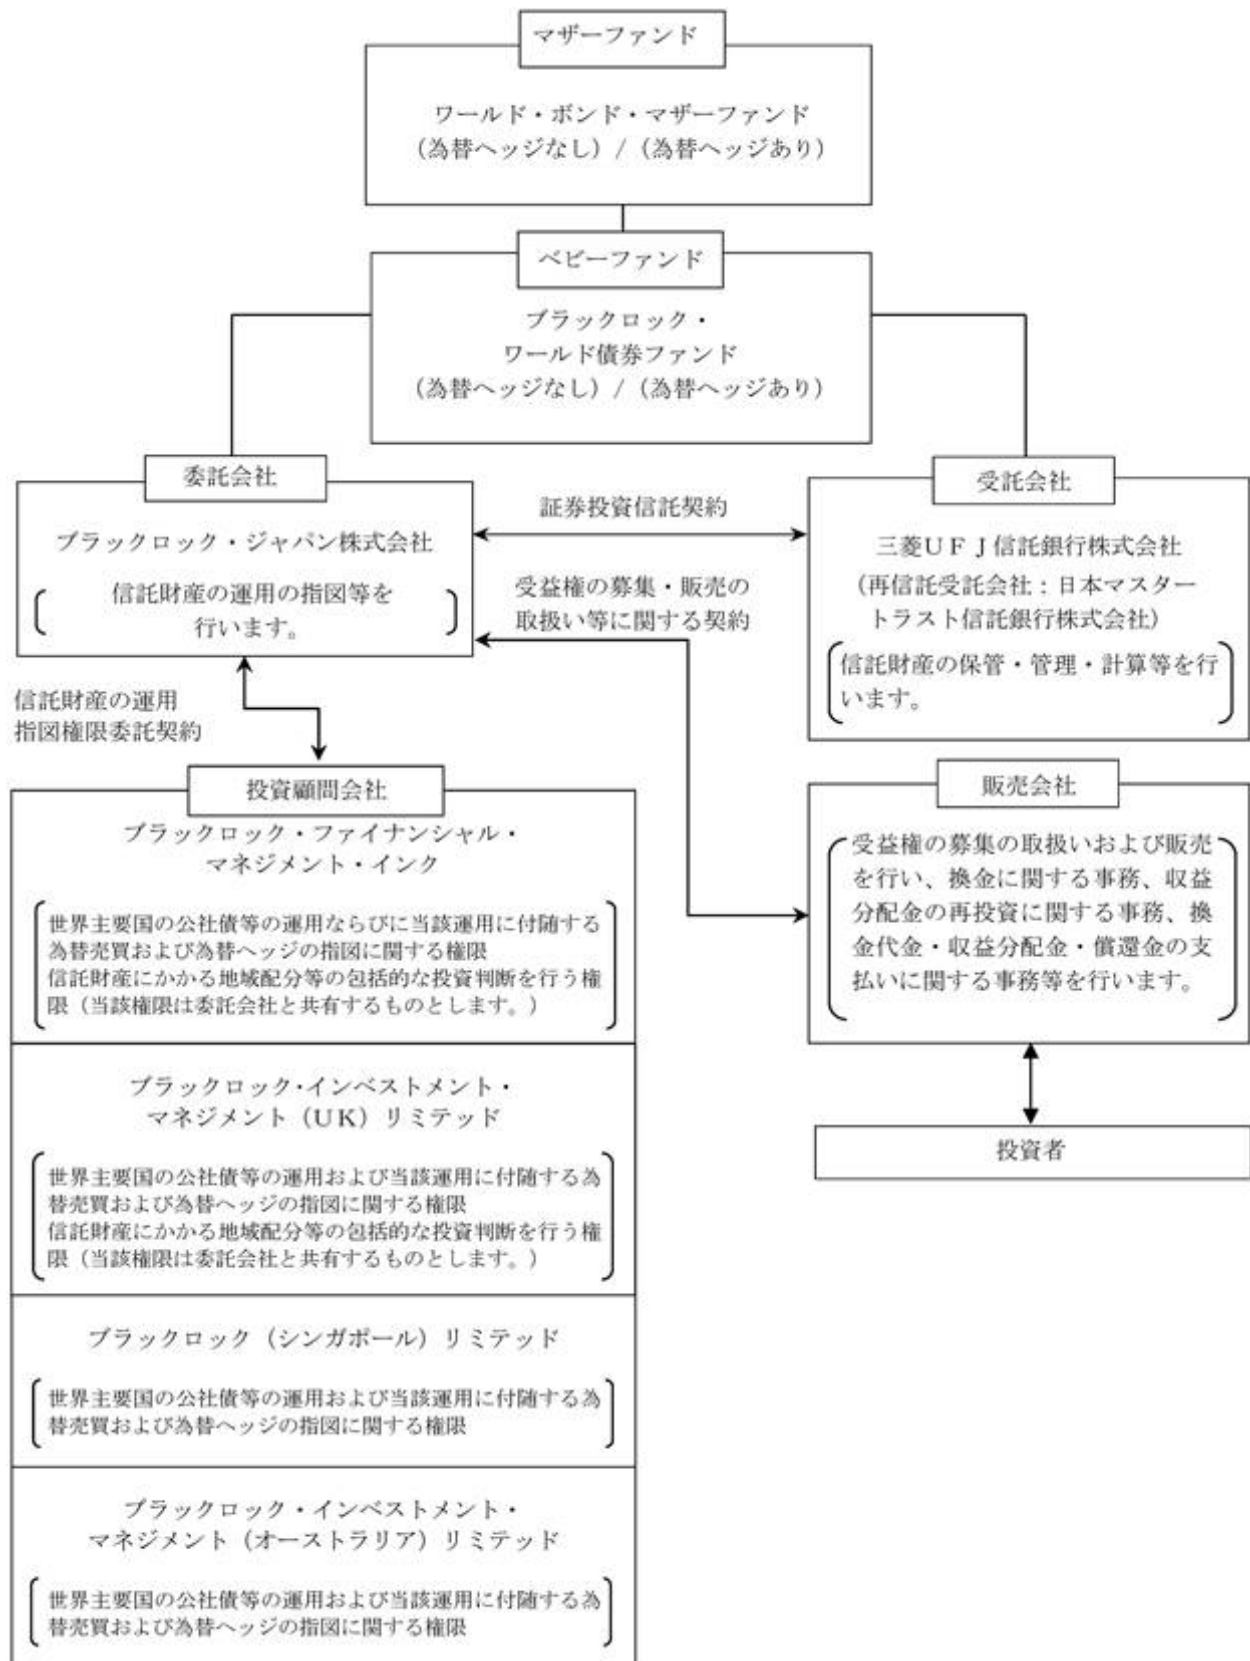 マザーファンド
ワールド・ボンド・マザーファンド
（為替ヘッジなし）/（為替ヘッジあり）
ベビーファンド
ブラックロック・
ワールド債券ファンド
（為替ヘッジなし）/（為替ヘッジあり）
委託会社
ブラックロック・ジャパン株式会社
信託財産の運用の指図等を
行います。
証券投資信託契約
受益権の募集・販売の
取扱い等に関する契約
受託会社
三菱ＵＦＪ信託銀行株式会社
（再信託受託会社：日本マスター
トラスト信託銀行株式会社）
信託財産の保管・管理・計算等を行
います。
信託財産の運用
指図権限委託契約
投資顧問会社
ブラックロック・ファイナンシャル・
マネジメント・インク
世界主要国の公社債等の運用ならびに当該運用に付随する
為替売買および為替ヘッジの指図に関する権限
信託財産にかかる地域配分等の包括的な投資判断を行う権
限（当該権限は委託会社と共有するものとします。）
ブラックロック・インベストメント・
マネジメント（ＵＫ）リミテッド
世界主要国の公社債等の運用および当該運用に付随する為
替売買および為替ヘッジの指図に関する権限
信託財産にかかる地域配分等の包括的な投資判断を行う権
限（当該権限は委託会社と共有するものとします。）
ブラックロック（シンガポール）リミテッド
世界主要国の公社債等の運用および当該運用に付随する為
替売買および為替ヘッジの指図に関する権限
ブラックロック・インベストメント・
マネジメント（オーストラリア）リミテッド
世界主要国の公社債等の運用および当該運用に付随する為
替売買および為替ヘッジの指図に関する権限
販売会社
受益権の募集の取扱いおよび販売
を行い、換金に関する事務、収益
分配金の再投資に関する事務、換
金代金・収益分配金・償還金の支
払いに関する事務等を行います。
投資者